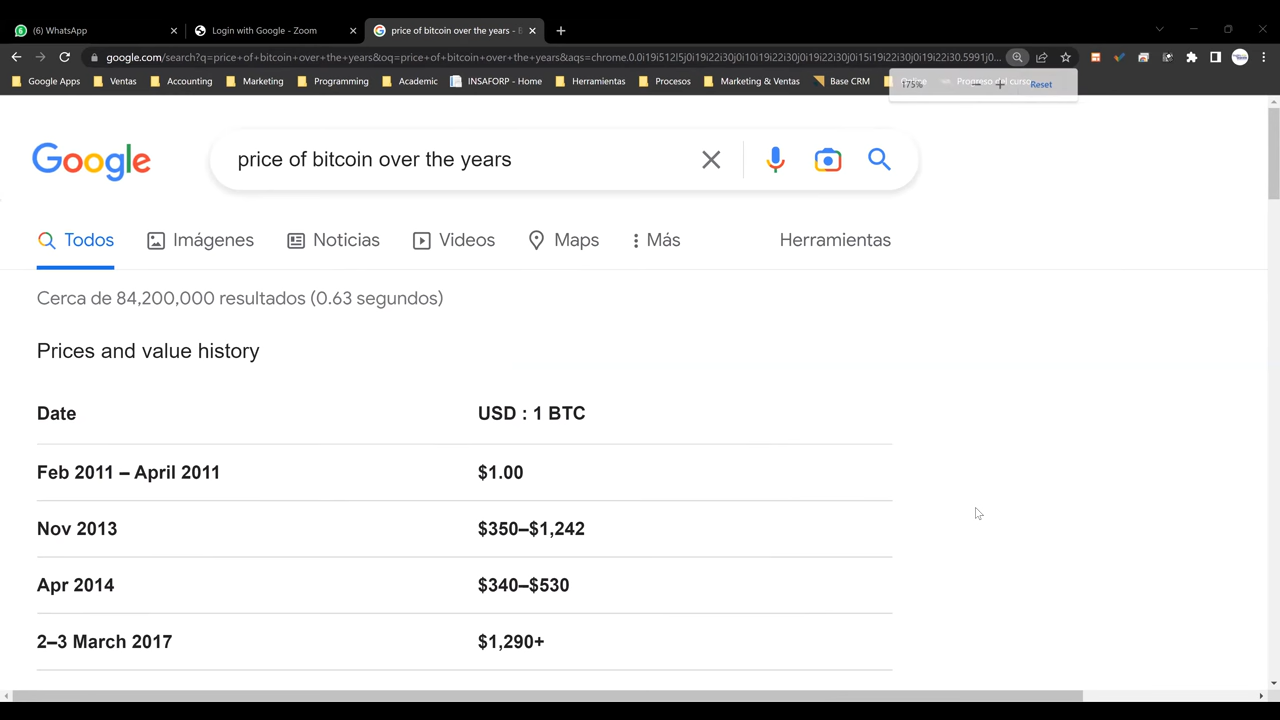 (6) WhatsApp
Login with Google - Zoom
price of bitcoin over the years -
google.com/search?q=price+of+bitcoin+over+the+years&oq=price+of+bitcoin+over+the+years&aqs=chrome.0.0i19i512l5j0i19i22i30j0i10i19i22i30j0i19i22i30j0i15i19i22i30j0i19i22i30.5991j0...
Google Apps
Ventas
Accounting
Marketing
Programming
Academic
INSAFORP - Home
Herramientas
Procesos
Marketing & Ventas
Base CRM
Online
Progreso del curso
175%
Reset
Google
price of bitcoin over the years
Todos
Imágenes
Noticias
Videos
Maps
Más
Herramientas
Cerca de 84,200,000 resultados (0.63 segundos)
Prices and value history
Date USD : 1 BTC
Feb 2011 – April 2011 $1.00
Nov 2013 $350–$1,242
Apr 2014 $340–$530
2–3 March 2017 $1,290+